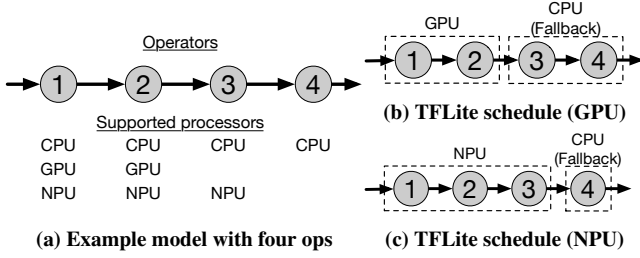 Operators
1 2 3 4
Supported processors
CPU CPU CPU CPU
GPU GPU
NPU NPU NPU
(a) Example model with four ops
GPU CPU
(Fallback)
1 2 3 4
(b) TFLite schedule (GPU)
NPU CPU
(Fallback)
1 2 3 4
(c) TFLite schedule (NPU)